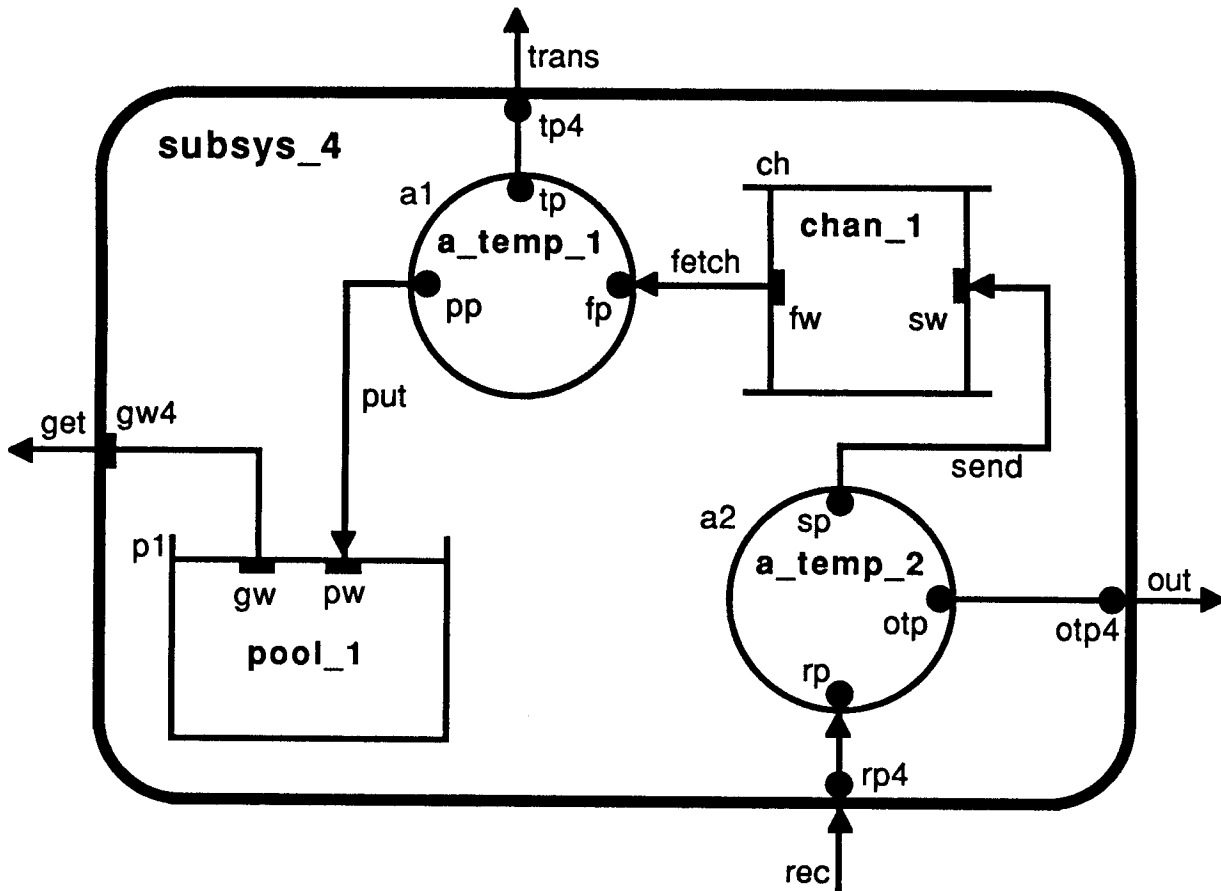 trans
tp4
subsys_4
ch
a1
tp
chan_1
a_temp_1
fetch
pp
fp
fw
sw
put
get
gw4
send
a2
sp
p1
a_temp_2
gw
pw
out
otp
otp4
pool_1
rp
rp4
rec